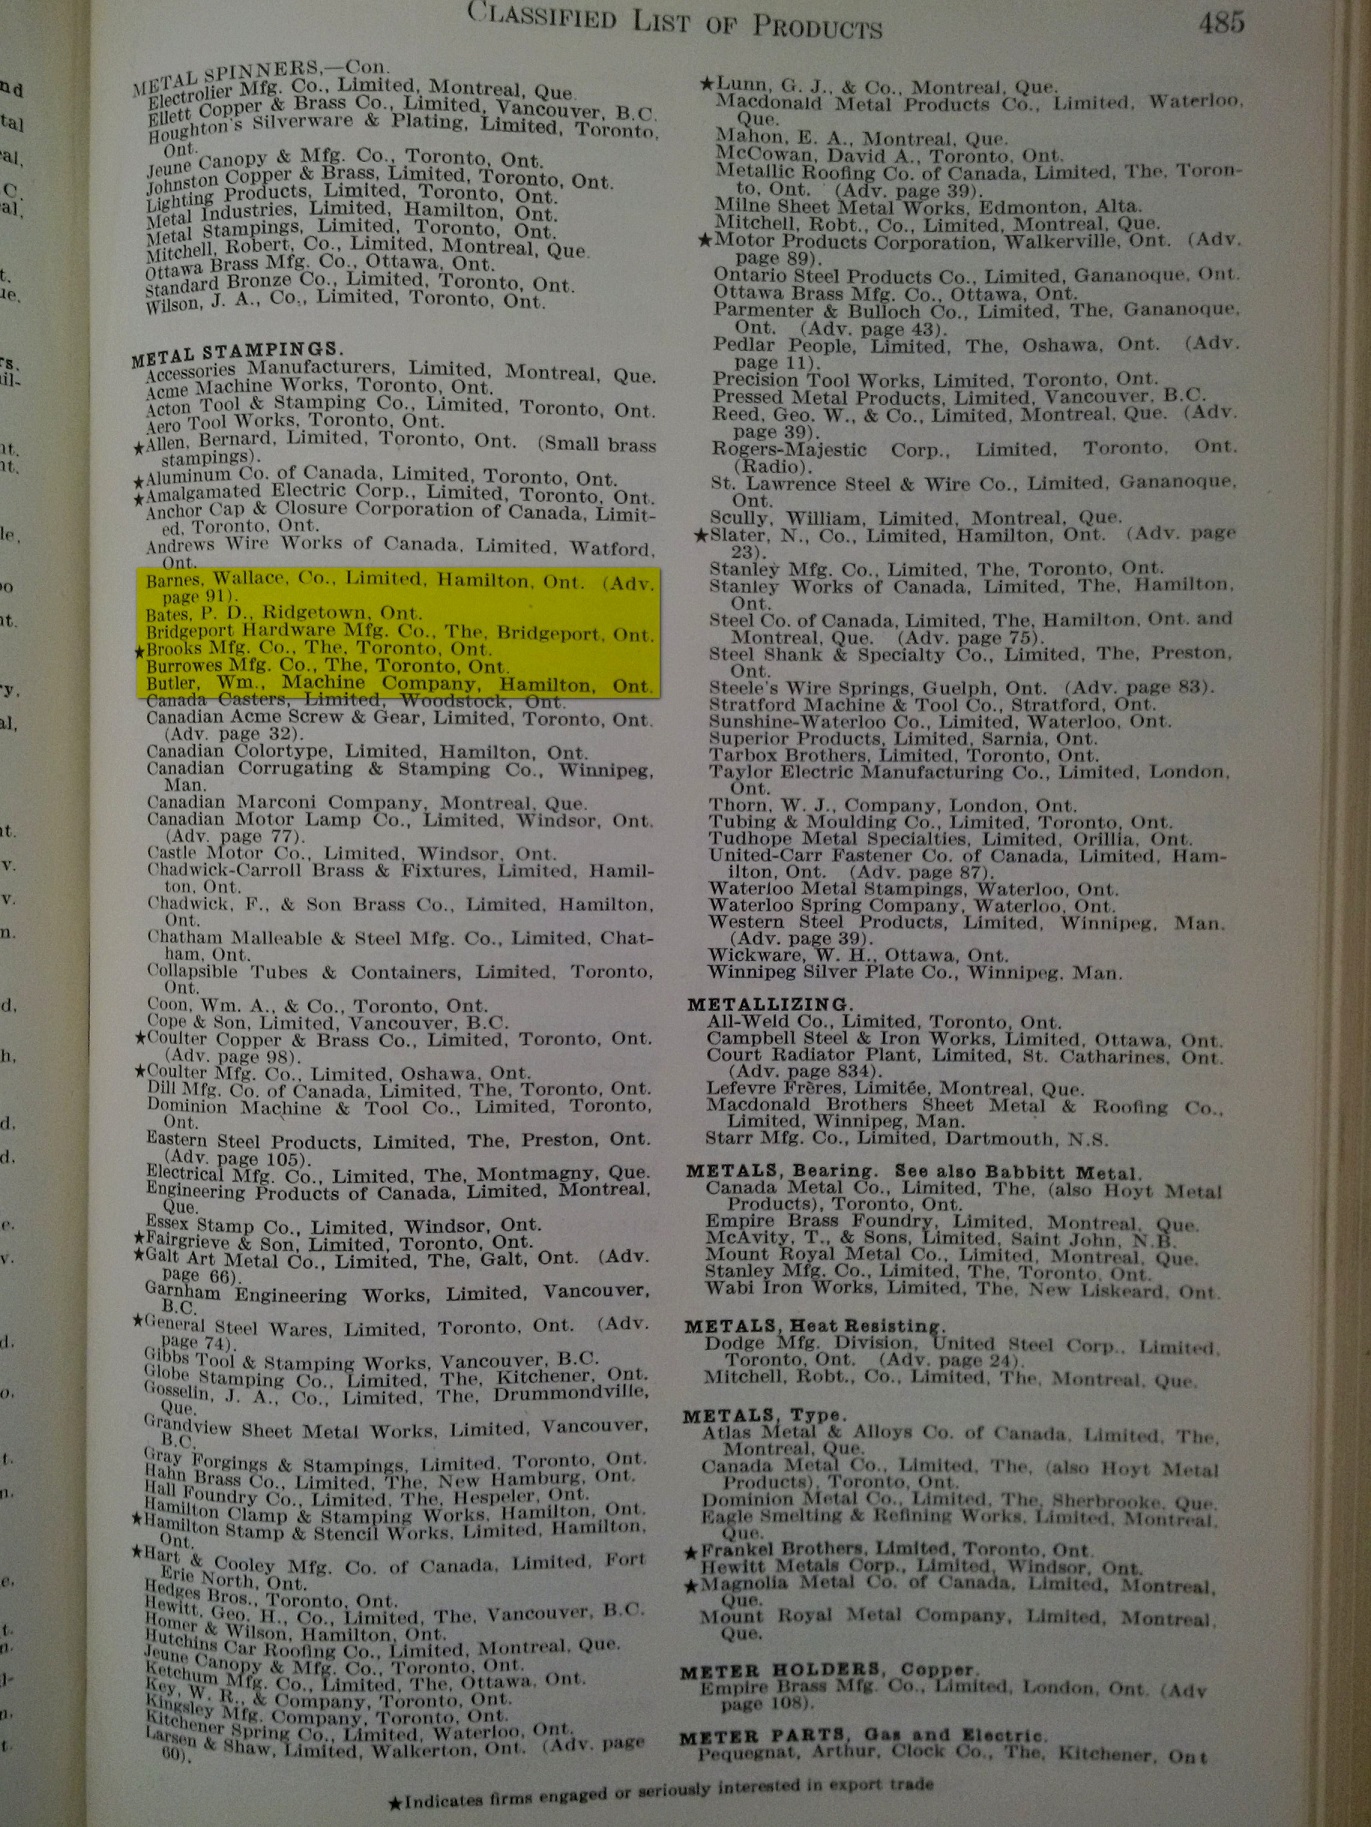 CLASSIFIED LIST OF PRODUCTS
485
METAL SPINNERS,—Con.
Electrolier Mfg. Co., Limited, Montreal, Que.
Ellett Copper & Brass Co., Limited, Vancouver, B.C.
Houghton's Silverware & Plating, Limited, Toronto,
Ont.
Jeune Canopy & Mfg. Co., Toronto, Ont.
Johnston Copper & Brass, Limited, Toronto, Ont.
Lighting Products, Limited, Toronto, Ont.
Metal Industries, Limited, Hamilton, Ont.
Metal Stampings, Limited, Toronto, Ont.
Mitchell, Robert, Co., Limited, Montreal, Que.
Ottawa Brass Mfg. Co., Ottawa, Ont.
Standard Bronze Co., Limited, Toronto, Ont.
Wilson, J. A., Co., Limited, Toronto, Ont.
METAL STAMPINGS.
Accessories Manufacturers, Limited, Montreal, Que.
Acme Machine Works, Toronto, Ont.
Acton Tool & Stamping Co., Limited, Toronto, Ont.
Aero Tool Works, Toronto, Ont.
★Allen, Bernard, Limited, Toronto, Ont. (Small brass
stampings).
★Aluminum Co. of Canada, Limited, Toronto, Ont.
★Amalgamated Electric Corp., Limited, Toronto, Ont.
Anchor Cap & Closure Corporation of Canada, Limit-
ed, Toronto, Ont.
Andrews Wire Works of Canada, Limited, Watford,
Ont.
Barnes, Wallace, Co., Limited, Hamilton, Ont. (Adv.
page 91).
Bates, P. D., Ridgetown, Ont.
Bridgeport Hardware Mfg. Co., The, Bridgeport, Ont.
★Brooks Mfg. Co., The, Toronto, Ont.
Burrowes Mfg. Co., The, Toronto, Ont.
Butler, Wm., Machine Company, Hamilton, Ont.
Canada Casters, Limited, Woodstock, Ont.
Canadian Acme Screw & Gear, Limited, Toronto, Ont.
(Adv. page 32).
Canadian Colortype, Limited, Hamilton, Ont.
Canadian Corrugating & Stamping Co., Winnipeg,
Man.
Canadian Marconi Company, Montreal, Que.
Canadian Motor Lamp Co., Limited, Windsor, Ont.
(Adv. page 77).
Castle Motor Co., Limited, Windsor, Ont.
Chadwick-Carroll Brass & Fixtures, Limited, Hamil-
ton, Ont.
Chadwick, F., & Son Brass Co., Limited, Hamilton,
Ont.
Chatham Malleable & Steel Mfg. Co., Limited, Chat-
ham, Ont.
Collapsible Tubes & Containers, Limited, Toronto,
Ont.
Coon, Wm. A., & Co., Toronto, Ont.
Cope & Son, Limited, Vancouver, B.C.
★Coulter Copper & Brass Co., Limited, Toronto, Ont.
(Adv. page 98).
★Coulter Mfg. Co., Limited, Oshawa, Ont.
Dill Mfg. Co. of Canada, Limited, The, Toronto, Ont.
Dominion Machine & Tool Co., Limited, Toronto,
Ont.
Eastern Steel Products, Limited, The, Preston, Ont.
(Adv. page 105).
Electrical Mfg. Co., Limited, The, Montmagny, Que.
Engineering Products of Canada, Limited, Montreal,
Que.
Essex Stamp Co., Limited, Windsor, Ont.
★Fairgrieve & Son, Limited, Toronto, Ont.
★Galt Art Metal Co., Limited, The, Galt, Ont. (Adv.
page 66).
Garnham Engineering Works, Limited, Vancouver,
B.C.
★General Steel Wares, Limited, Toronto, Ont. (Adv.
page 74).
Gibbs Tool & Stamping Works, Vancouver, B.C.
Globe Stamping Co., Limited, The, Kitchener, Ont.
Gosselin, J. A., Co., Limited, The, Drummondville,
Que.
Grandview Sheet Metal Works, Limited, Vancouver,
B.C.
Gray Forgings & Stampings, Limited, Toronto, Ont.
Hahn Brass Co., Limited, The, New Hamburg, Ont.
Hall Foundry Co., Limited, The, Hespeler, Ont.
Hamilton Clamp & Stamping Works, Hamilton, Ont.
★Hamilton Stamp & Stencil Works, Limited, Hamilton,
Ont.
★Hart & Cooley Mfg. Co. of Canada, Limited, Fort
Erie North, Ont.
Hedges Bros., Toronto, Ont.
Hewitt, Geo. H., Co., Limited, The, Vancouver, B.C.
Homer & Wilson, Hamilton, Ont.
Hutchins Car Roofing Co., Limited, Montreal, Que.
Jeune Canopy & Mfg. Co., Toronto, Ont.
Ketchum Mfg. Co., Limited, The, Ottawa, Ont.
Key, W. R., & Company, Toronto, Ont.
Kingsley Mfg. Company, Toronto, Ont.
Kitchener Spring Co., Limited, Waterloo, Ont.
Larsen & Shaw, Limited, Walkerton, Ont. (Adv. page
60).
★Lunn, G. J., & Co., Montreal, Que.
Macdonald Metal Products Co., Limited, Waterloo,
Que.
Mahon, E. A., Montreal, Que.
McCowan, David A., Toronto, Ont.
Metallic Roofing Co. of Canada, Limited, The, Toron-
to, Ont. (Adv. page 39).
Milne Sheet Metal Works, Edmonton, Alta.
Mitchell, Robt., Co., Limited, Montreal, Que.
★Motor Products Corporation, Walkerville, Ont. (Adv.
page 89).
Ontario Steel Products Co., Limited, Gananoque, Ont.
Ottawa Brass Mfg. Co., Ottawa, Ont.
Parmenter & Bulloch Co., Limited, The, Gananoque,
Ont. (Adv. page 43).
Pedlar People, Limited, The, Oshawa, Ont. (Adv.
page 11).
Precision Tool Works, Limited, Toronto, Ont.
Pressed Metal Products, Limited, Vancouver, B.C.
Reed, Geo. W., & Co., Limited, Montreal, Que. (Adv.
page 39).
Rogers-Majestic Corp., Limited, Toronto, Ont.
(Radio).
St. Lawrence Steel & Wire Co., Limited, Gananoque,
Ont.
Scully, William, Limited, Montreal, Que.
★Slater, N., Co., Limited, Hamilton, Ont. (Adv. page
23).
Stanley Mfg. Co., Limited, The, Toronto, Ont.
Stanley Works of Canada, Limited, The, Hamilton,
Ont.
Steel Co. of Canada, Limited, The, Hamilton, Ont. and
Montreal, Que. (Adv. page 75).
Steel Shank & Specialty Co., Limited, The, Preston,
Ont.
Steele's Wire Springs, Guelph, Ont. (Adv. page 83).
Stratford Machine & Tool Co., Stratford, Ont.
Sunshine-Waterloo Co., Limited, Waterloo, Ont.
Superior Products, Limited, Sarnia, Ont.
Tarbox Brothers, Limited, Toronto, Ont.
Taylor Electric Manufacturing Co., Limited, London,
Ont.
Thorn, W. J., Company, London, Ont.
Tubing & Moulding Co., Limited, Toronto, Ont.
Tudhope Metal Specialties, Limited, Orillia, Ont.
United-Carr Fastener Co. of Canada, Limited, Ham-
ilton, Ont. (Adv. page 87).
Waterloo Metal Stampings, Waterloo, Ont.
Waterloo Spring Company, Waterloo, Ont.
Western Steel Products, Limited, Winnipeg, Man.
(Adv. page 39).
Wickware, W. H., Ottawa, Ont.
Winnipeg Silver Plate Co., Winnipeg, Man.
METALLIZING.
All-Weld Co., Limited, Toronto, Ont.
Campbell Steel & Iron Works, Limited, Ottawa, Ont.
Court Radiator Plant, Limited, St. Catharines, Ont.
(Adv. page 834).
Lefevre Frères, Limitée, Montreal, Que.
Macdonald Brothers Sheet Metal & Roofing Co.,
Limited, Winnipeg, Man.
Starr Mfg. Co., Limited, Dartmouth, N.S.
METALS, Bearing. See also Babbitt Metal.
Canada Metal Co., Limited, The, (also Hoyt Metal
Products), Toronto, Ont.
Empire Brass Foundry, Limited, Montreal, Que.
McAvity, T., & Sons, Limited, Saint John, N.B.
Mount Royal Metal Co., Limited, Montreal, Que.
Stanley Mfg. Co., Limited, The, Toronto, Ont.
Wabi Iron Works, Limited, The, New Liskeard, Ont.
METALS, Heat Resisting.
Dodge Mfg. Division, United Steel Corp., Limited,
Toronto, Ont. (Adv. page 24).
Mitchell, Robt., Co., Limited, The, Montreal, Que.
METALS, Type.
Atlas Metal & Alloys Co. of Canada, Limited, The,
Montreal, Que.
Canada Metal Co., Limited, The, (also Hoyt Metal
Products), Toronto, Ont.
Dominion Metal Co., Limited, The, Sherbrooke, Que.
Eagle Smelting & Refining Works, Limited, Montreal,
Que.
★Frankel Brothers, Limited, Toronto, Ont.
Hewitt Metals Corp., Limited, Windsor, Ont.
★Magnolia Metal Co. of Canada, Limited, Montreal,
Que.
Mount Royal Metal Company, Limited, Montreal,
Que.
METER HOLDERS, Copper.
Empire Brass Mfg. Co., Limited, London, Ont. (Adv
page 108).
METER PARTS, Gas and Electric.
Pequegnat, Arthur, Clock Co., The, Kitchener, Ont
★Indicates firms engaged or seriously interested in export trade